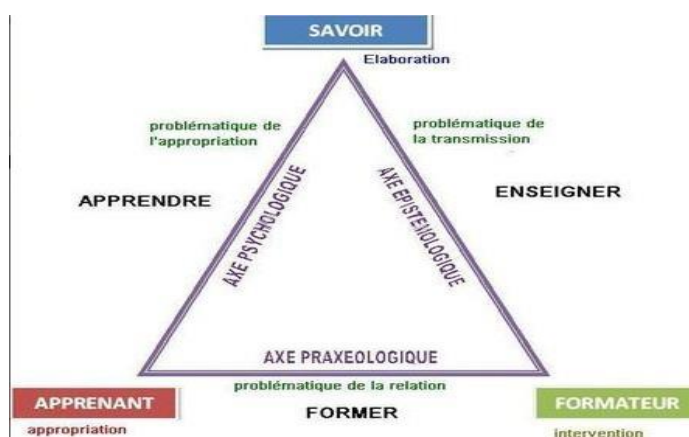 SAVOIR
Elaboration
problématique de
l'appropriation
problématique de
la transmission
APPRENDRE
ENSEIGNER
AXE PSYCHOLOGIQUE
AXE EPISTEMOLOGIQUE
AXE PRAXEOLOGIQUE
problématique de la relation
APPRENANT
FORMER
FORMATEUR
appropriation
intervention